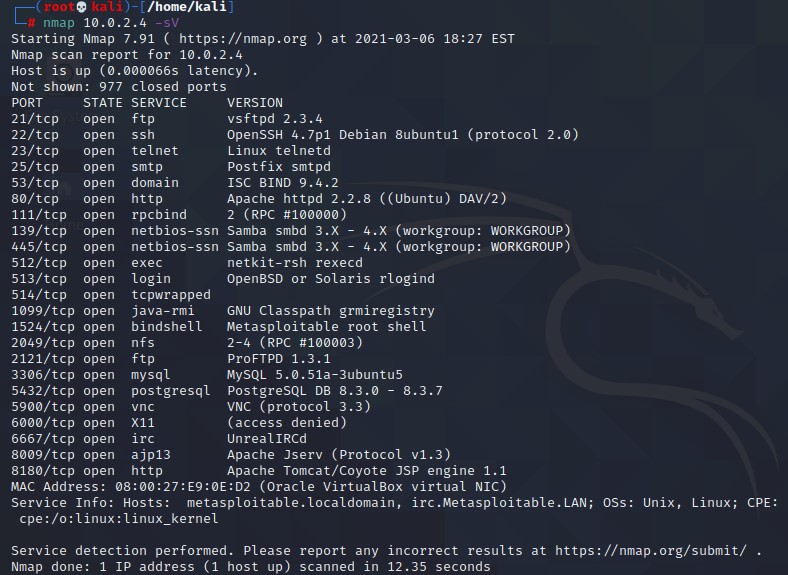 (root💀kali)-[/home/kali]
# nmap 10.0.2.4 -sV
Starting Nmap 7.91 ( https://nmap.org ) at 2021-03-06 18:27 EST
Nmap scan report for 10.0.2.4
Host is up (0.000066s latency).
Not shown: 977 closed ports
PORT     STATE SERVICE     VERSION
21/tcp   open  ftp         vsftpd 2.3.4
22/tcp   open  ssh         OpenSSH 4.7p1 Debian 8ubuntu1 (protocol 2.0)
23/tcp   open  telnet      Linux telnetd
25/tcp   open  smtp        Postfix smtpd
53/tcp   open  domain      ISC BIND 9.4.2
80/tcp   open  http        Apache httpd 2.2.8 ((Ubuntu) DAV/2)
111/tcp  open  rpcbind     2 (RPC #100000)
139/tcp  open  netbios-ssn Samba smbd 3.X - 4.X (workgroup: WORKGROUP)
445/tcp  open  netbios-ssn Samba smbd 3.X - 4.X (workgroup: WORKGROUP)
512/tcp  open  exec        netkit-rsh rexecd
513/tcp  open  login       OpenBSD or Solaris rlogind
514/tcp  open  tcpwrapped
1099/tcp open  java-rmi    GNU Classpath grmiregistry
1524/tcp open  bindshell   Metasploitable root shell
2049/tcp open  nfs         2-4 (RPC #100003)
2121/tcp open  ftp         ProFTPD 1.3.1
3306/tcp open  mysql       MySQL 5.0.51a-3ubuntu5
5432/tcp open  postgresql  PostgreSQL DB 8.3.0 - 8.3.7
5900/tcp open  vnc         VNC (protocol 3.3)
6000/tcp open  X11         (access denied)
6667/tcp open  irc         UnrealIRCd
8009/tcp open  ajp13       Apache Jserv (Protocol v1.3)
8180/tcp open  http        Apache Tomcat/Coyote JSP engine 1.1
MAC Address: 08:00:27:E9:0E:D2 (Oracle VirtualBox virtual NIC)
Service Info: Hosts:  metasploitable.localdomain, irc.Metasploitable.LAN; OSs: Unix, Linux; CPE:
cpe:/o:linux:linux_kernel
Service detection performed. Please report any incorrect results at https://nmap.org/submit/ .
Nmap done: 1 IP address (1 host up) scanned in 12.35 seconds